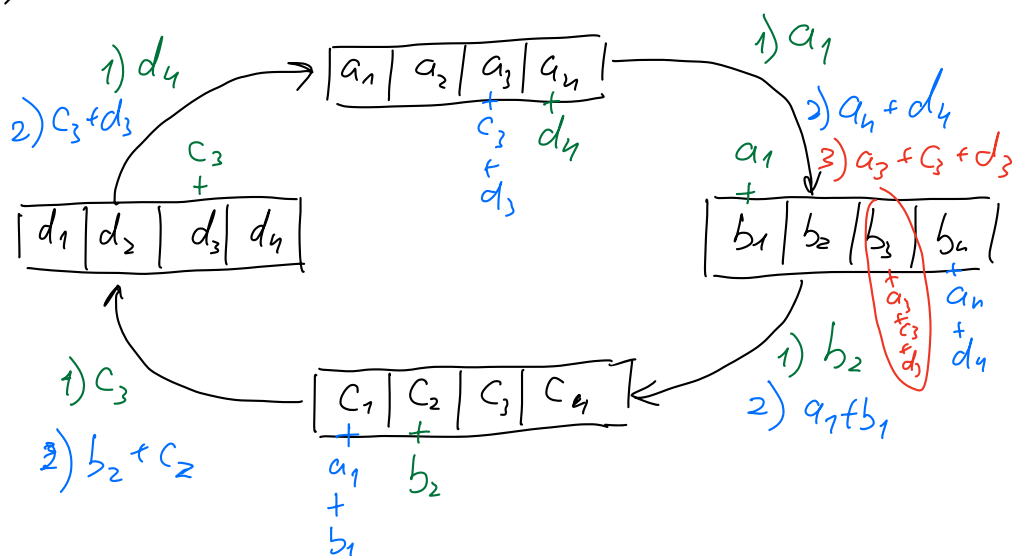 1) a1
1) d4
a1 a2 a3 a4
2) a4 + d4
2) c3 + d3
+ c3 + d3
+ d4
c3 +
a1 +
3) a3 + c3 + d3
d1 d2 d3 d4
b1 b2 b3 b4
+ a3 + c3 + d3
+ a4 + d4
1) b2
1) c3
c1 c2 c3 c4
2) a1 + b1
2) b2 + c2
+ a1 + b1
+ b2